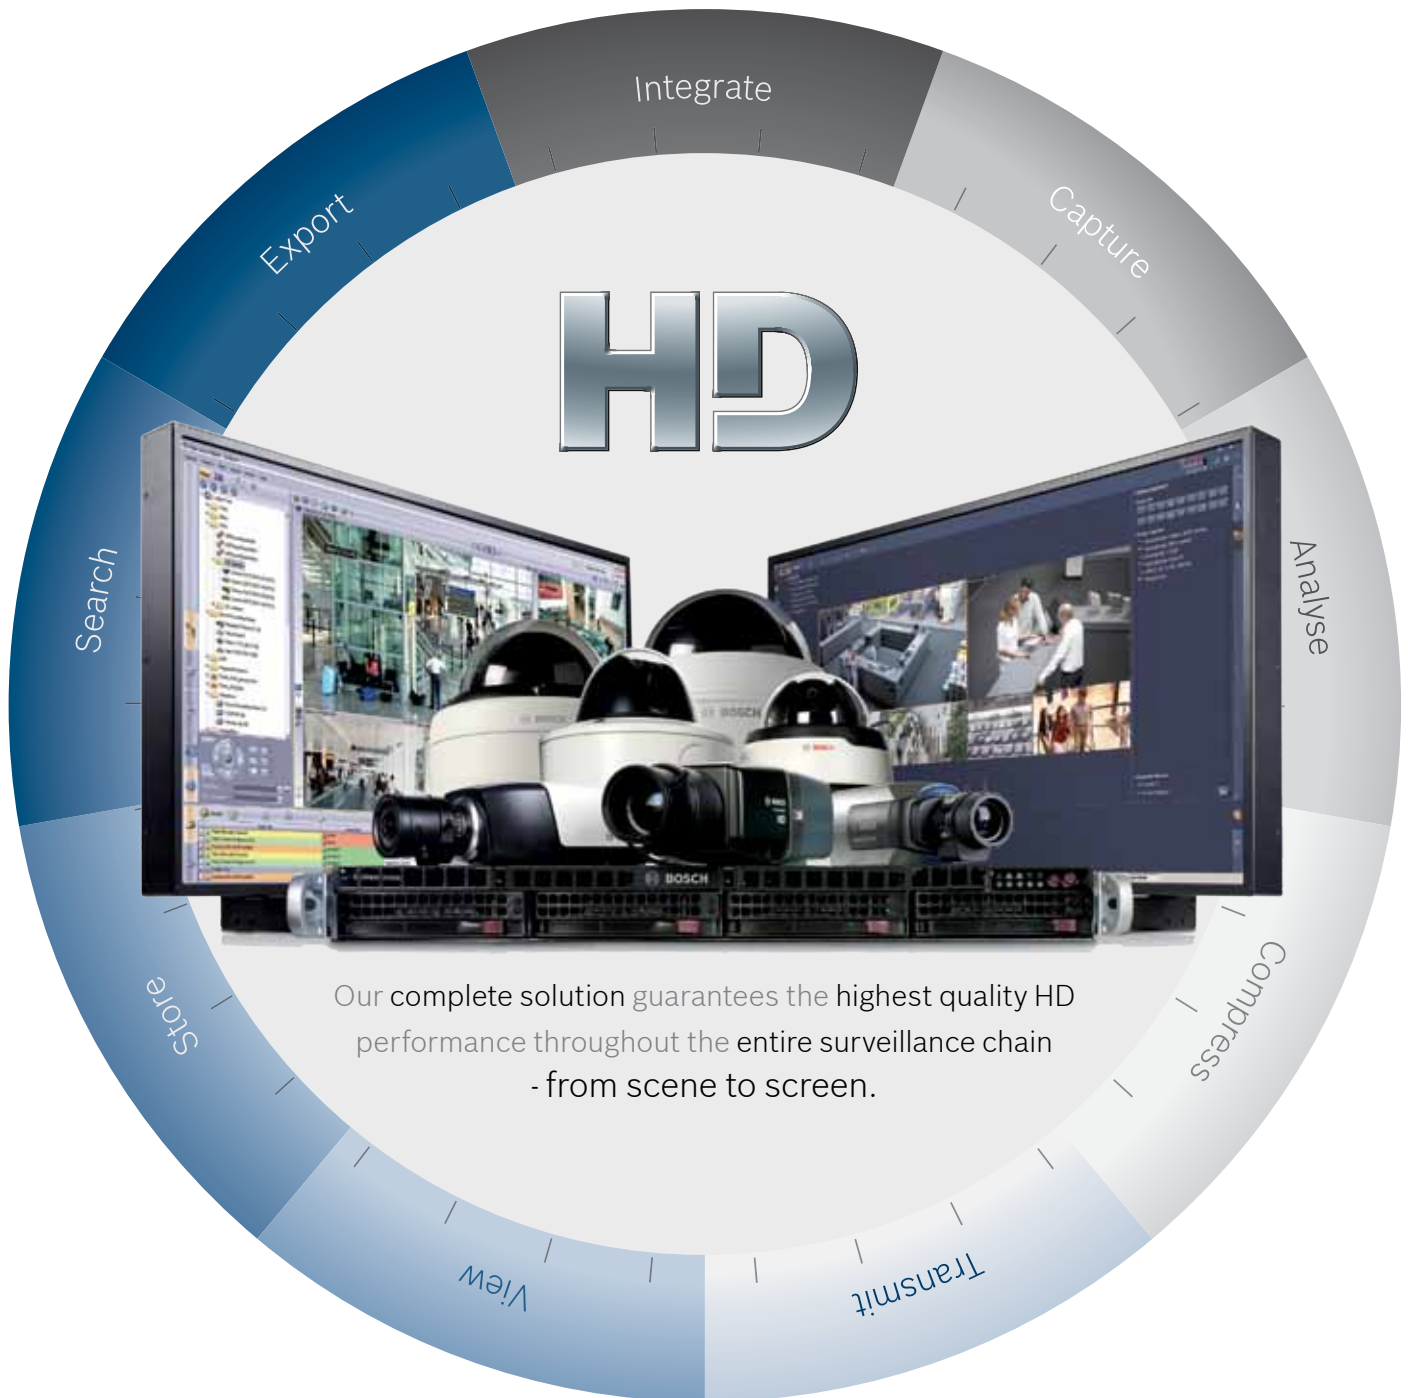 Integrate
Capture
Analyse
Compress
Transmit
View
Store
Search
Export
HD
BOSCH
BOSCH
BOSCH
BOSCH
Our complete solution guarantees the highest quality HD
performance throughout the entire surveillance chain
- from scene to screen.